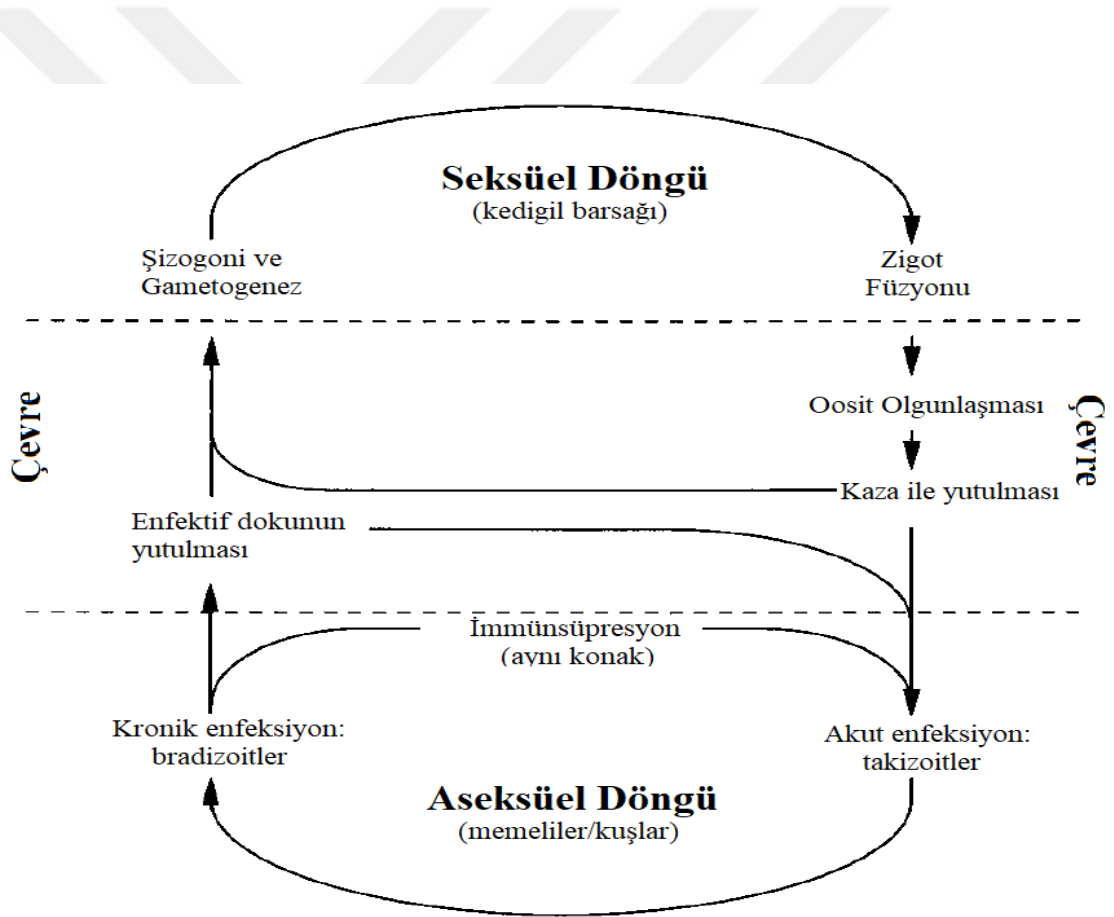 Seksüel Döngü
(kedigil barsağı)
Şizogoni ve
Gametogenez
Zigot
Füzyonu
Çevre
Oosit Olgunlaşması
Çevre
Kaza ile yutulması
Enfektif dokunun
yutulması
İmmünsüpresyon
(aynı konak)
Kronik enfeksiyon:
bradizoitler
Akut enfeksiyon:
takizoitler
Aseksüel Döngü
(memeliler/kuşlar)